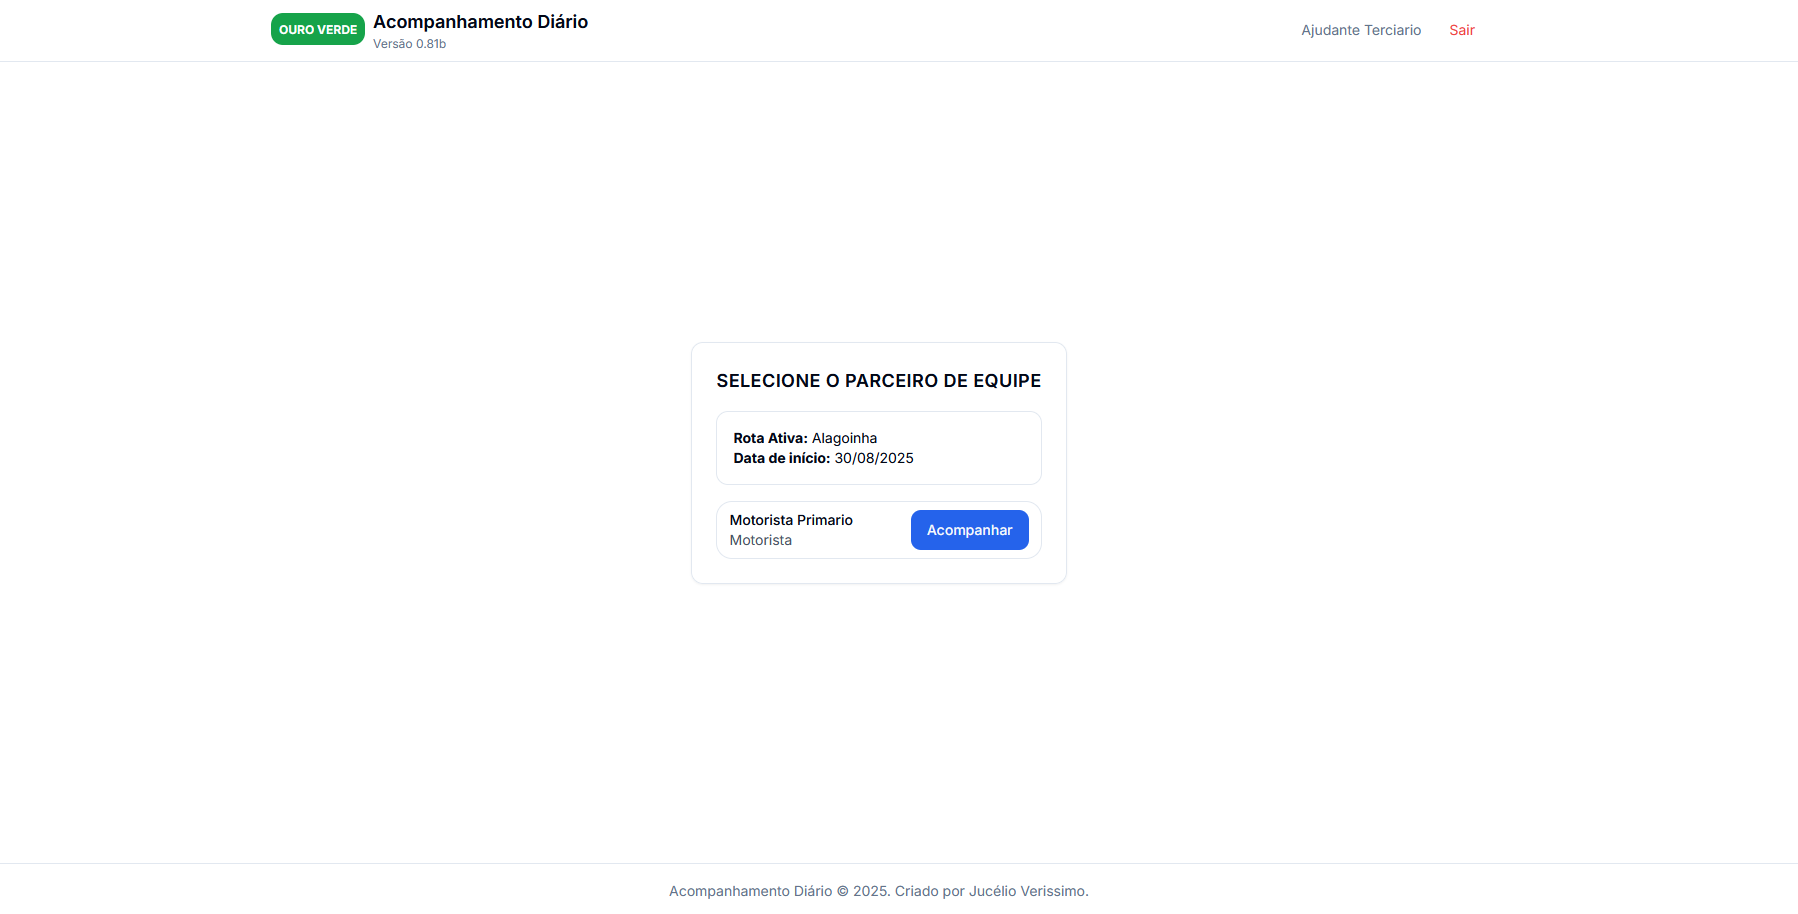 OURO VERDE
Acompanhamento Diário
Versão 0.81b
Ajudante Terciario
Sair
SELECIONE O PARCEIRO DE EQUIPE
Rota Ativa: Alagoinha
Data de início: 30/08/2025
Motorista Primario
Motorista
Acompanhar
Acompanhamento Diário © 2025. Criado por Jucélio Verissimo.